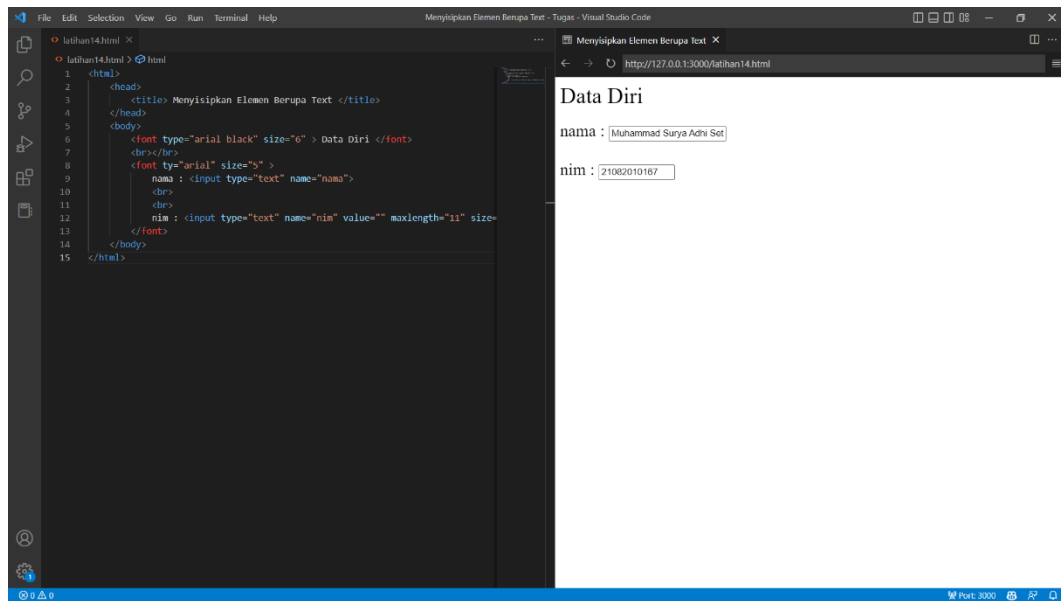 File Edit Selection View Go Run Terminal Help
Menyisipkan Elemen Berupa Text - Tugas - Visual Studio Code
latihan14.html
latihan14.html > html
1 <html>
2 <head>
3 <title> Menyisipkan Elemen Berupa Text </title>
4 </head>
5 <body>
6 <font type="arial black" size="6" > Data Diri </font>
7 <br></br>
8 <font ty="arial" size="5" >
9 nama : <input type="text" name="nama">
10 <br>
11 <br>
12 nim : <input type="text" name="nim" value="" maxlength="11" size=
13 </font>
14 </body>
15 </html>
Menyisipkan Elemen Berupa Text
http://127.0.0.1:3000/latihan14.html
Data Diri
nama : Muhammad Surya Adhi Set
nim : 21082010167
1
0 0
Port: 3000